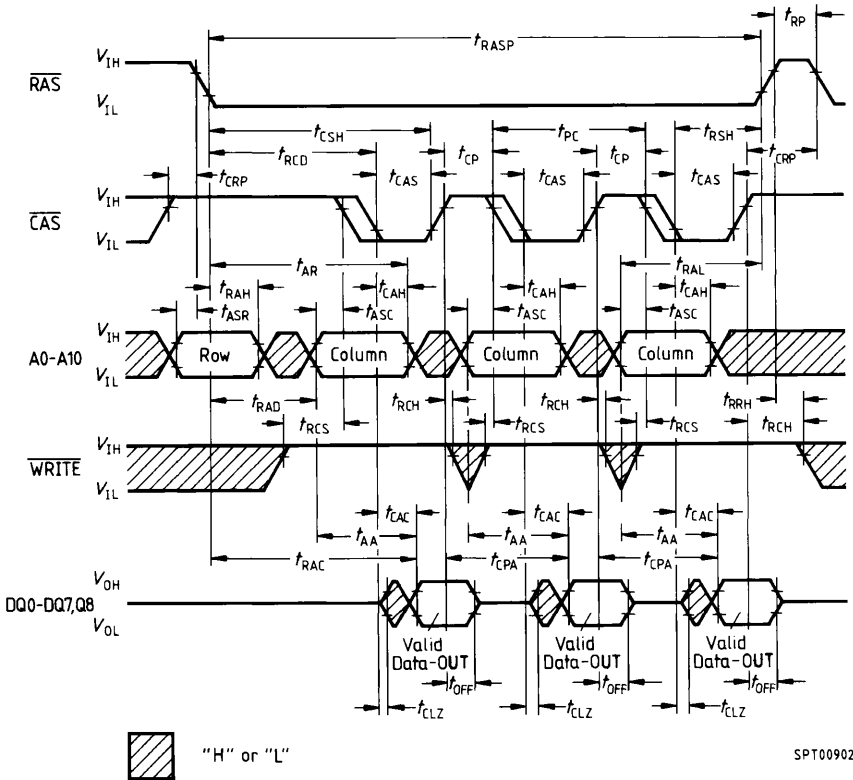 tRASP tRP
RAS VIH
VIL
tCSH tPC tRSH
tRCD tCP tCP tCRP
tCRP tCAS tCAS tCAS
CAS VIH
VIL
tAR tRAL
tRAH tCAH tCAH tCAH
tASR tASC tASC tASC
A0-A10 VIH
VIL
Row Column Column Column
tRAD tRCH tRCH tRRH
tRCS tRCS tRCS tRCH
WRITE VIH
VIL
tCAC tCAC tCAC
tAA tAA tAA
tRAC tCPA tCPA
DQ0-DQ7,Q8 VOH
VOL
Valid Data-OUT Valid Data-OUT Valid Data-OUT
tOFF tOFF tOFF
tCLZ tCLZ tCLZ
"H" or "L"
SPT00902